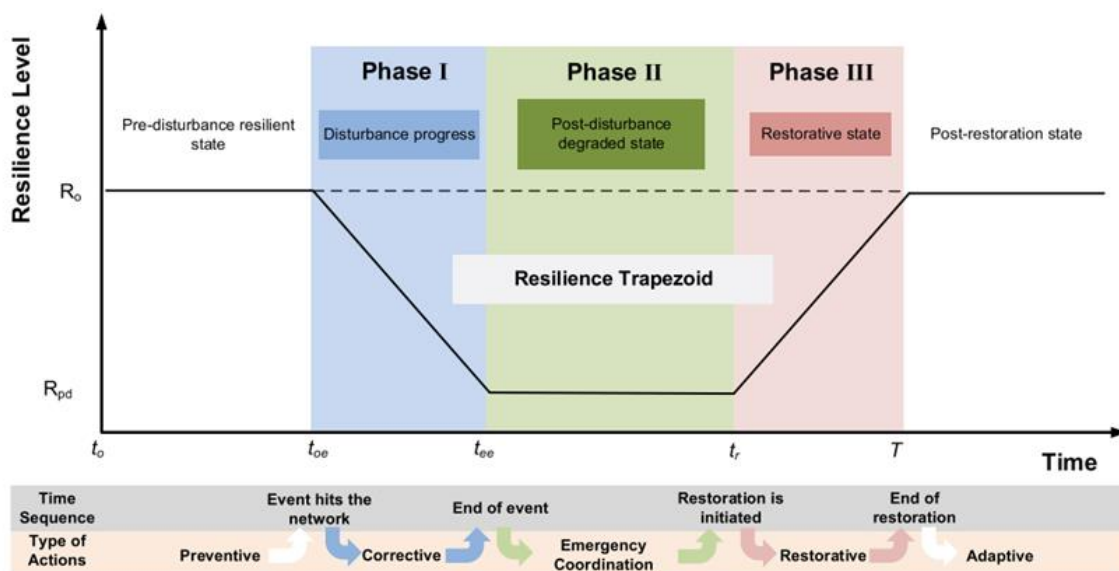 Resilience Level
Phase I
Phase II
Phase III
Pre-disturbance resilient
state
Disturbance progress
Post-disturbance
degraded state
Restorative state
Post-restoration state
Ro
Resilience Trapezoid
Rpd
to
toe
tee
tr
T
Time
Time
Sequence
Event hits the
network
End of event
Restoration is
initiated
End of
restoration
Type of
Actions
Preventive
Corrective
Emergency
Coordination
Restorative
Adaptive